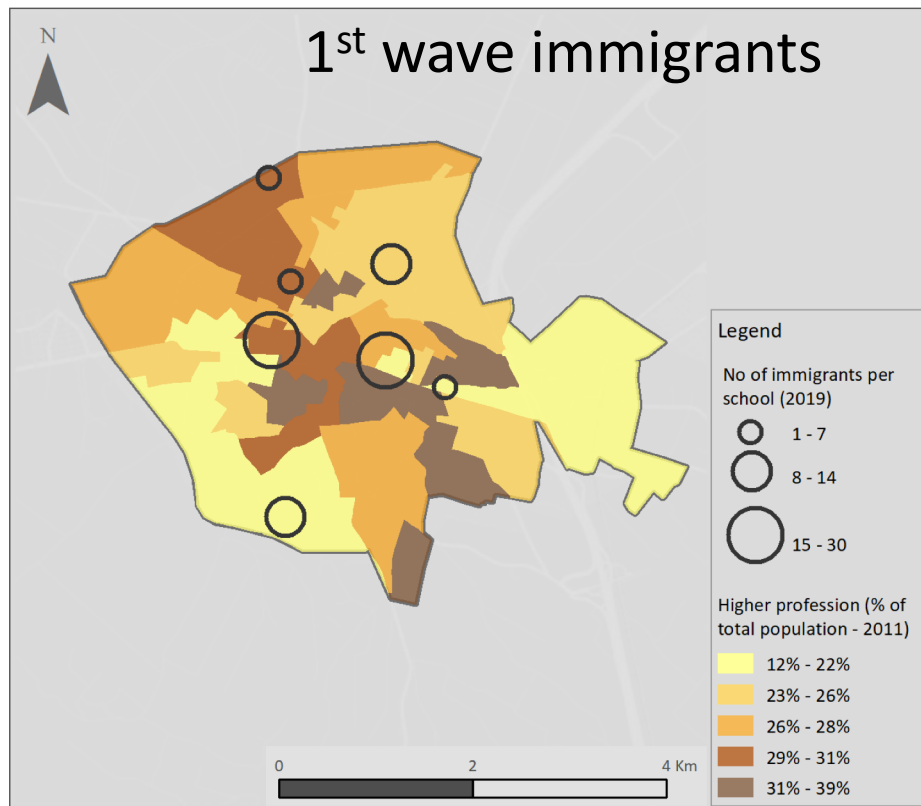 N
1st wave immigrants
Legend
No of immigrants per
school (2019)
1 - 7
8 - 14
15 - 30
Higher profession (% of
total population - 2011)
12% - 22%
23% - 26%
26% - 28%
29% - 31%
31% - 39%
0 2 4 Km